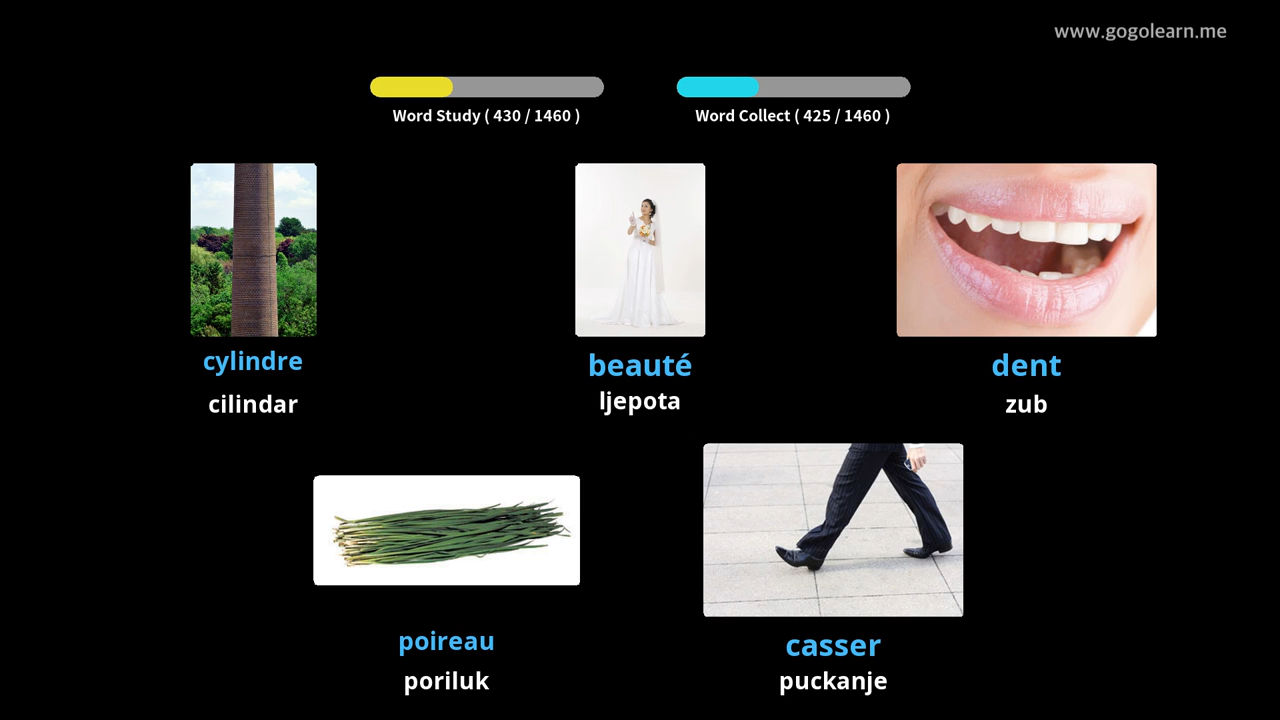 www.gogolearn.me
Word Study ( 430 / 1460 )
Word Collect ( 425 / 1460 )
cylindre
cilindar
beauté
ljepota
dent
zub
poireau
poriluk
casser
puckanje